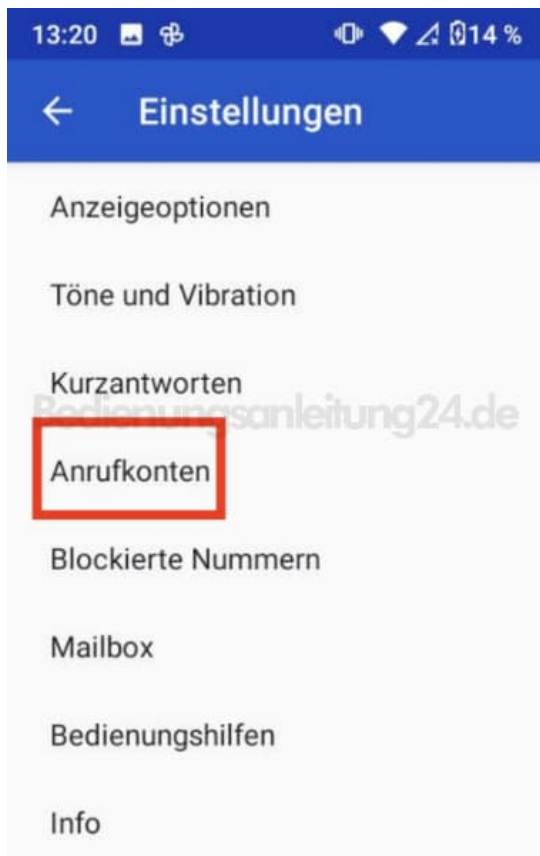 13:20 14 %
Einstellungen
Anzeigeoptionen
Töne und Vibration
Kurzantworten
Bedienungsanleitung24.de
Anrufkonten
Blockierte Nummern
Mailbox
Bedienungshilfen
Info